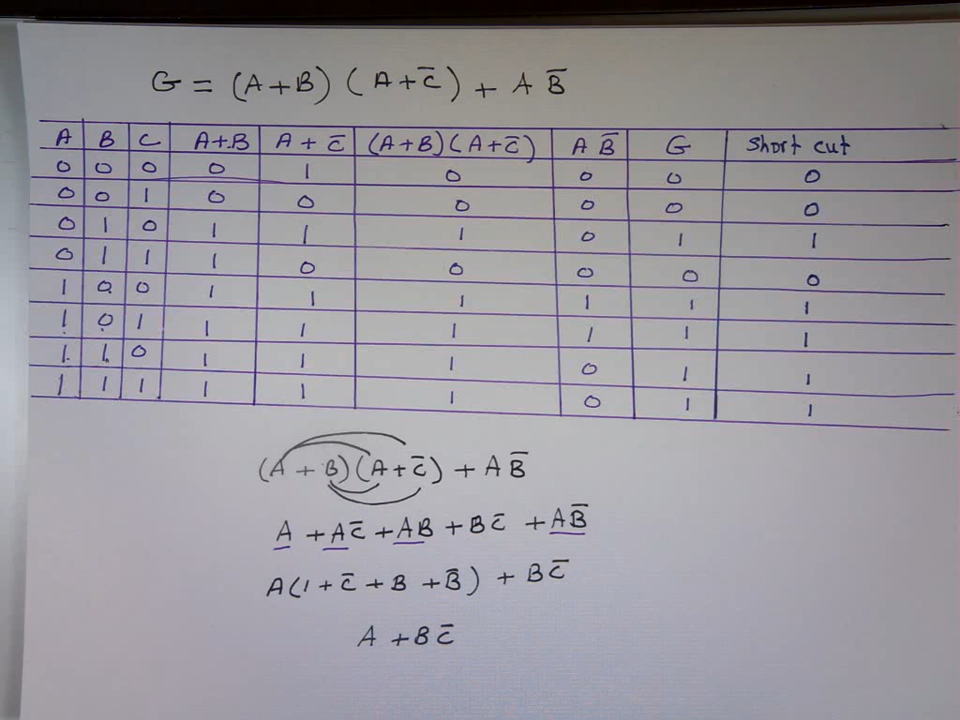 G = (A+B) (A+C̅) + A B̅
A B C A+B A + C̅ (A+B)(A+C̅) A B̅ G Short cut
0 0 0 0 1 0 0 0 0
0 0 1 0 0 0 0 0 0
0 1 0 1 1 1 0 1 1
0 1 1 1 0 0 0 0 0
1 0 0 1 1 1 1 1 1
1 0 1 1 1 1 1 1 1
1 1 0 1 1 1 0 1 1
1 1 1 1 1 1 0 1 1
(A + B)(A + C̅) + A B̅
A + AC̅ + AB + BC̅ + AB̅
A(1 + C̅ + B + B̅) + BC̅
A + BC̅